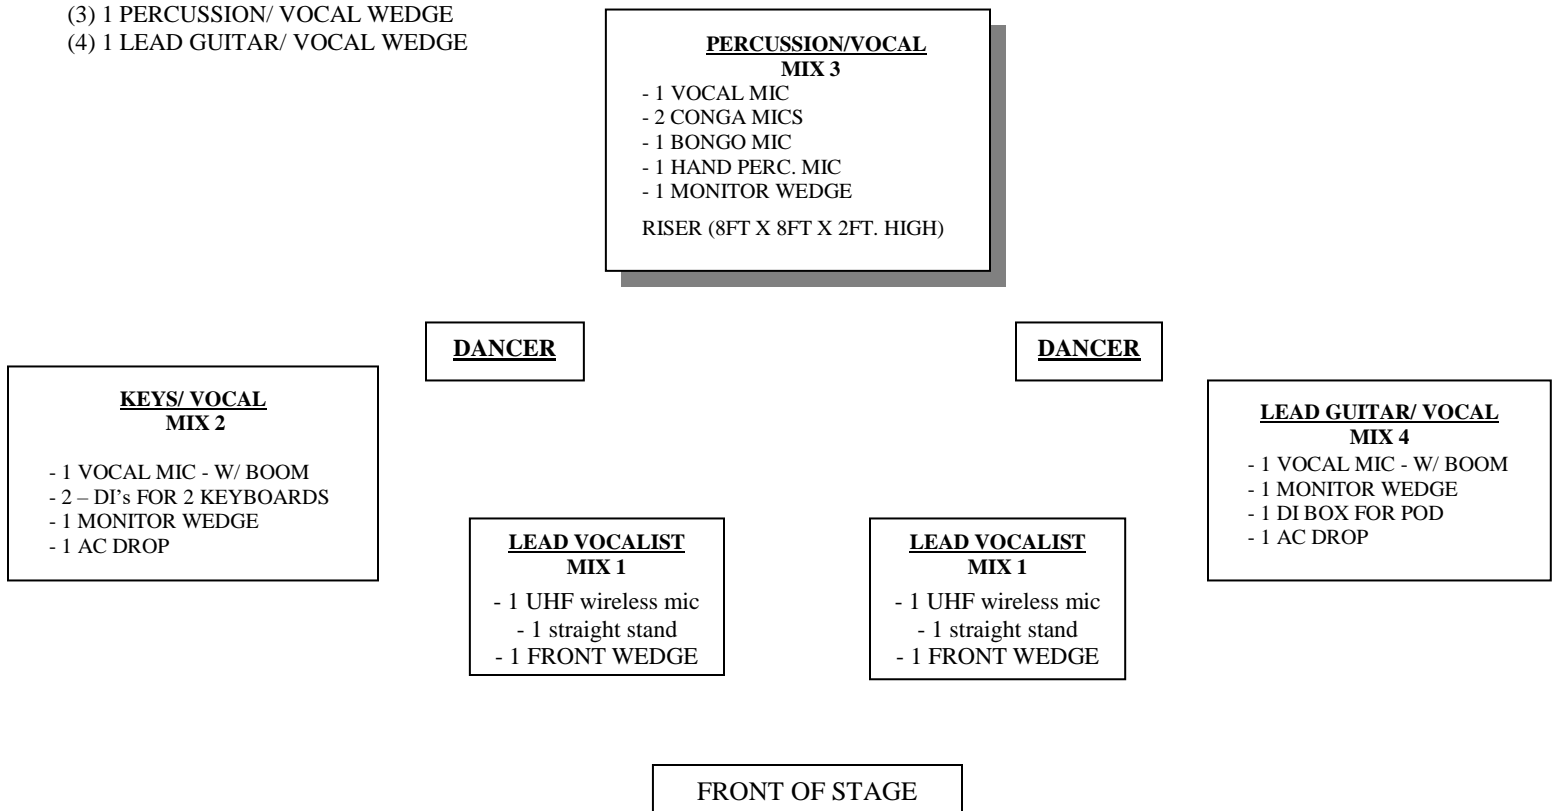 (3) 1 PERCUSSION/ VOCAL WEDGE
(4) 1 LEAD GUITAR/ VOCAL WEDGE
PERCUSSION/VOCAL
MIX 3
- 1 VOCAL MIC
- 2 CONGA MICS
- 1 BONGO MIC
- 1 HAND PERC. MIC
- 1 MONITOR WEDGE
RISER (8FT X 8FT X 2FT. HIGH)
DANCER
DANCER
KEYS/ VOCAL
MIX 2
- 1 VOCAL MIC - W/ BOOM
- 2 – DI's FOR 2 KEYBOARDS
- 1 MONITOR WEDGE
- 1 AC DROP
LEAD VOCALIST
MIX 1
- 1 UHF wireless mic
- 1 straight stand
- 1 FRONT WEDGE
LEAD VOCALIST
MIX 1
- 1 UHF wireless mic
- 1 straight stand
- 1 FRONT WEDGE
LEAD GUITAR/ VOCAL
MIX 4
- 1 VOCAL MIC - W/ BOOM
- 1 MONITOR WEDGE
- 1 DI BOX FOR POD
- 1 AC DROP
FRONT OF STAGE